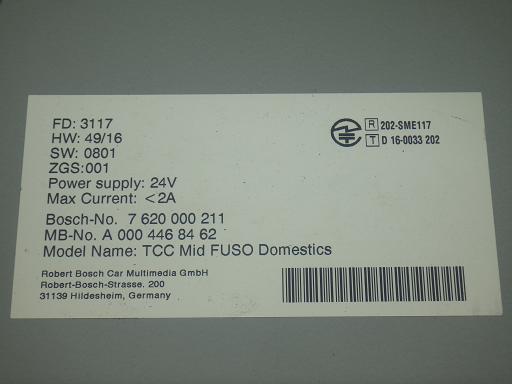 FD: 3117
HW: 49/16
SW: 0801
ZGS:001
Power supply: 24V
Max Current: <2A
Bosch-No. 7 620 000 211
MB-No. A 000 446 84 62
Model Name: TCC Mid FUSO Domestics
Robert Bosch Car Multimedia GmbH
Robert-Bosch-Strasse. 200
31139 Hildesheim, Germany
R 202-SME117
T D 16-0033 202